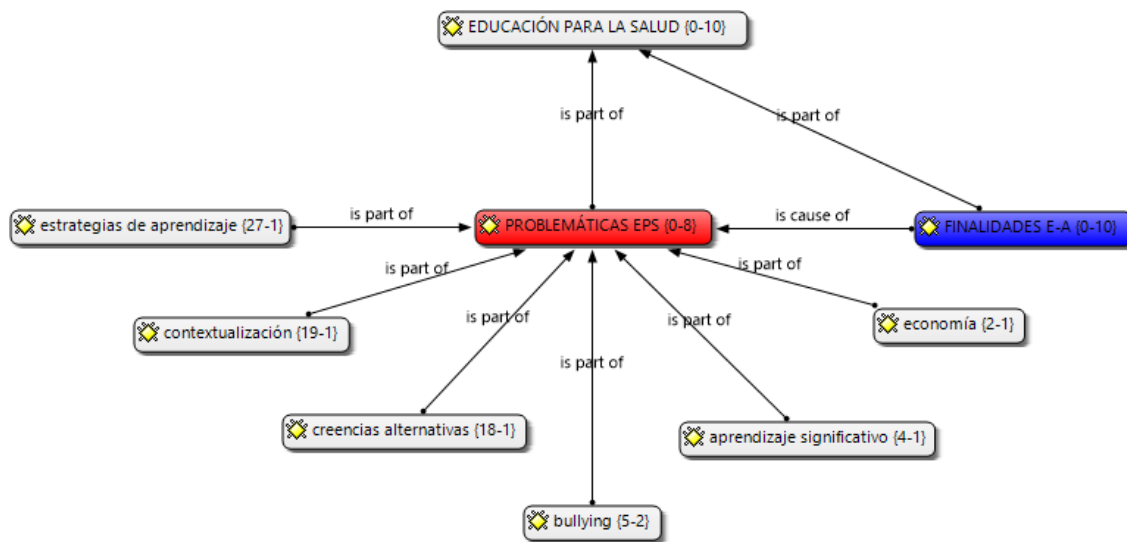 EDUCACIÓN PARA LA SALUD {0-10}
is part of
is part of
estrategias de aprendizaje {27-1}
is part of
PROBLEMÁTICAS EPS {0-8}
is cause of
FINALIDADES E-A {0-10}
is part of
is part of
contextualización {19-1}
is part of
is part of
economía {2-1}
is part of
creencias alternativas {18-1}
aprendizaje significativo {4-1}
bullying {5-2}